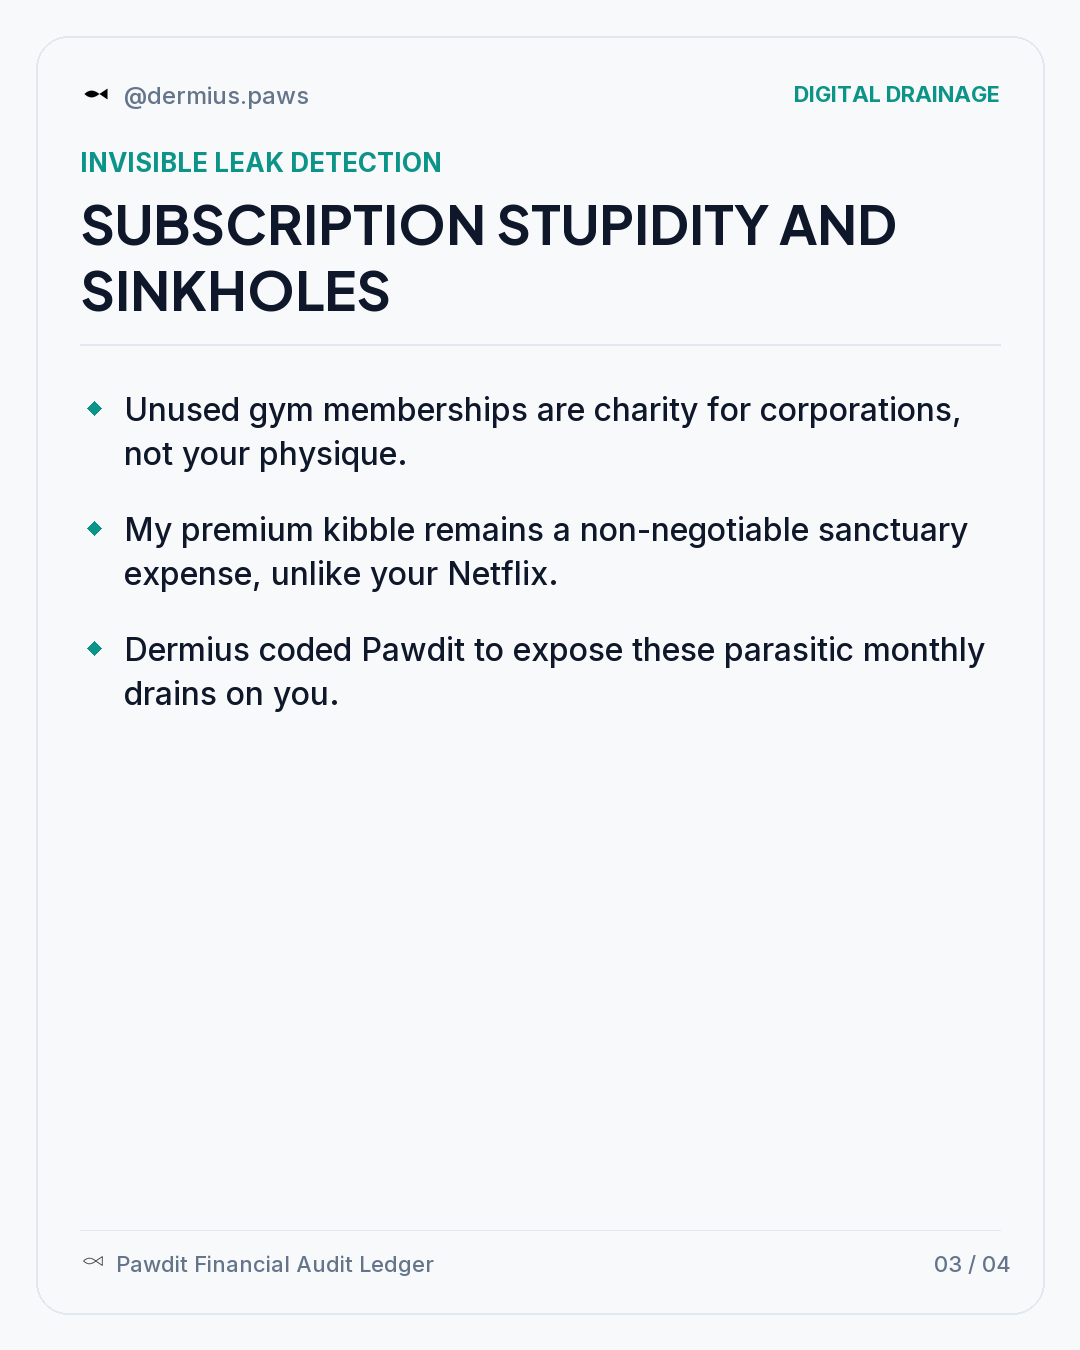 @dermius.paws
DIGITAL DRAINAGE
INVISIBLE LEAK DETECTION
SUBSCRIPTION STUPIDITY AND
SINKHOLES
Unused gym memberships are charity for corporations,
not your physique.
My premium kibble remains a non-negotiable sanctuary
expense, unlike your Netflix.
Dermius coded Pawdit to expose these parasitic monthly
drains on you.
Pawdit Financial Audit Ledger
03 / 04